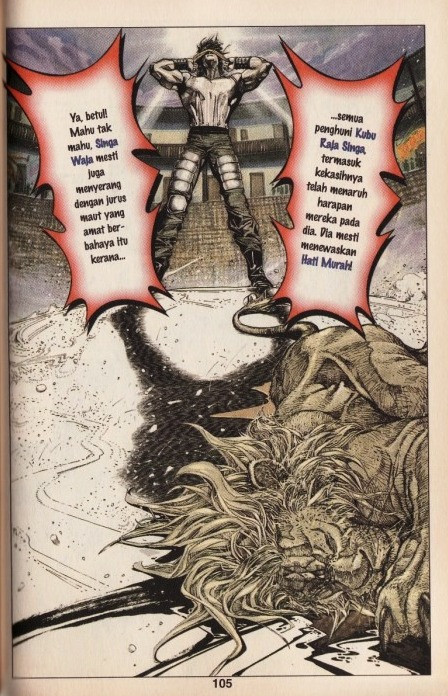 Ya, betul!
Mahu tak
mahu, Singa
Waja mesti
juga
menyerang
dengan jurus
maut yang
amat ber-
bahaya itu
kerana...
...semua
penghuni Kubu
Raja Singa,
termasuk
kekasihnya
telah menaruh
harapan
mereka pada
dia. Dia mesti
menewaskan
Hati Murah!
105